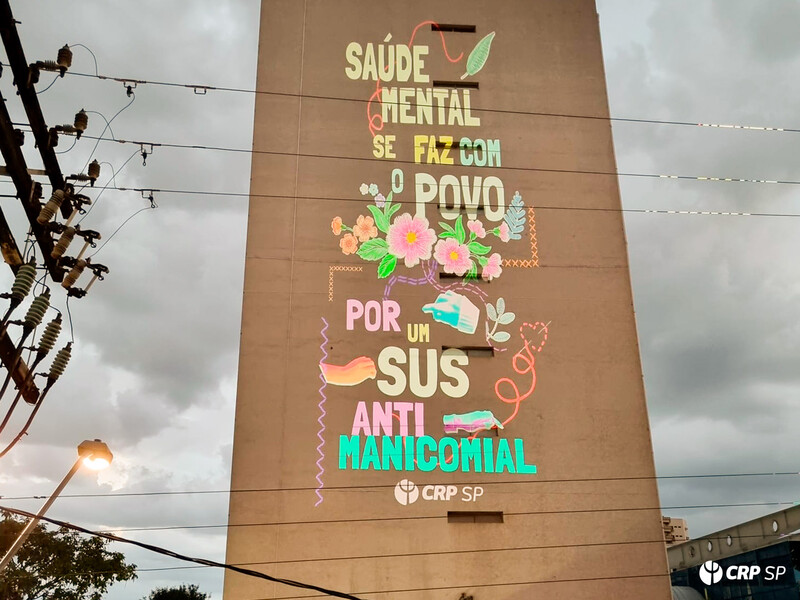 SAÚDE
MENTAL
SE FAZ COM
O POVO
POR UM
SUS
ANTI
MANICOMIAL
CRP SP
CRP SP